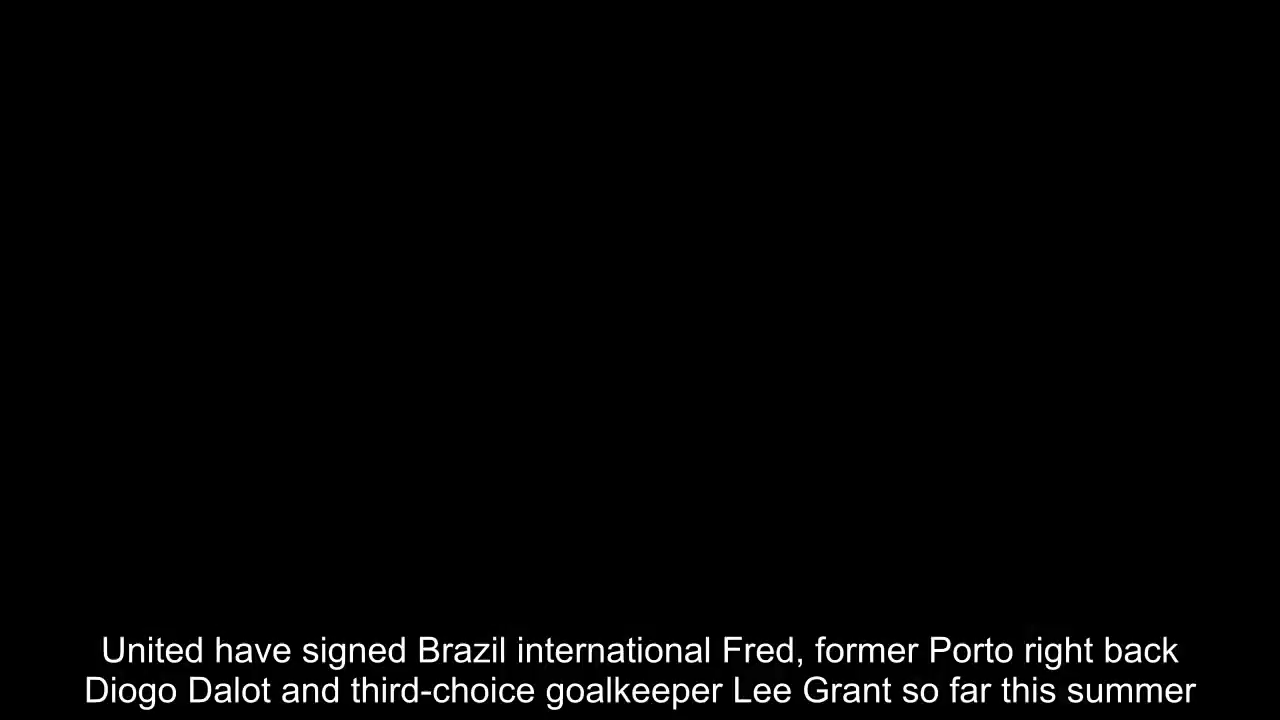 United have signed Brazil international Fred, former Porto right back
Diogo Dalot and third-choice goalkeeper Lee Grant so far this summer